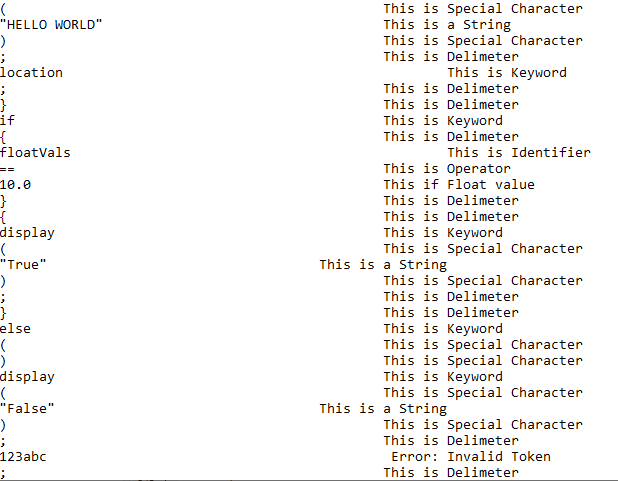 ( This is Special Character
"HELLO WORLD" This is a String
) This is Special Character
; This is Delimeter
location This is Keyword
; This is Delimeter
} This is Delimeter
if This is Keyword
{ This is Delimeter
floatVals This is Identifier
== This is Operator
10.0 This if Float value
} This is Delimeter
{ This is Delimeter
display This is Keyword
( This is Special Character
"True" This is a String
) This is Special Character
; This is Delimeter
} This is Delimeter
else This is Keyword
( This is Special Character
) This is Special Character
display This is Keyword
( This is Special Character
"False" This is a String
) This is Special Character
; This is Delimeter
123abc Error: Invalid Token
; This is Delimeter